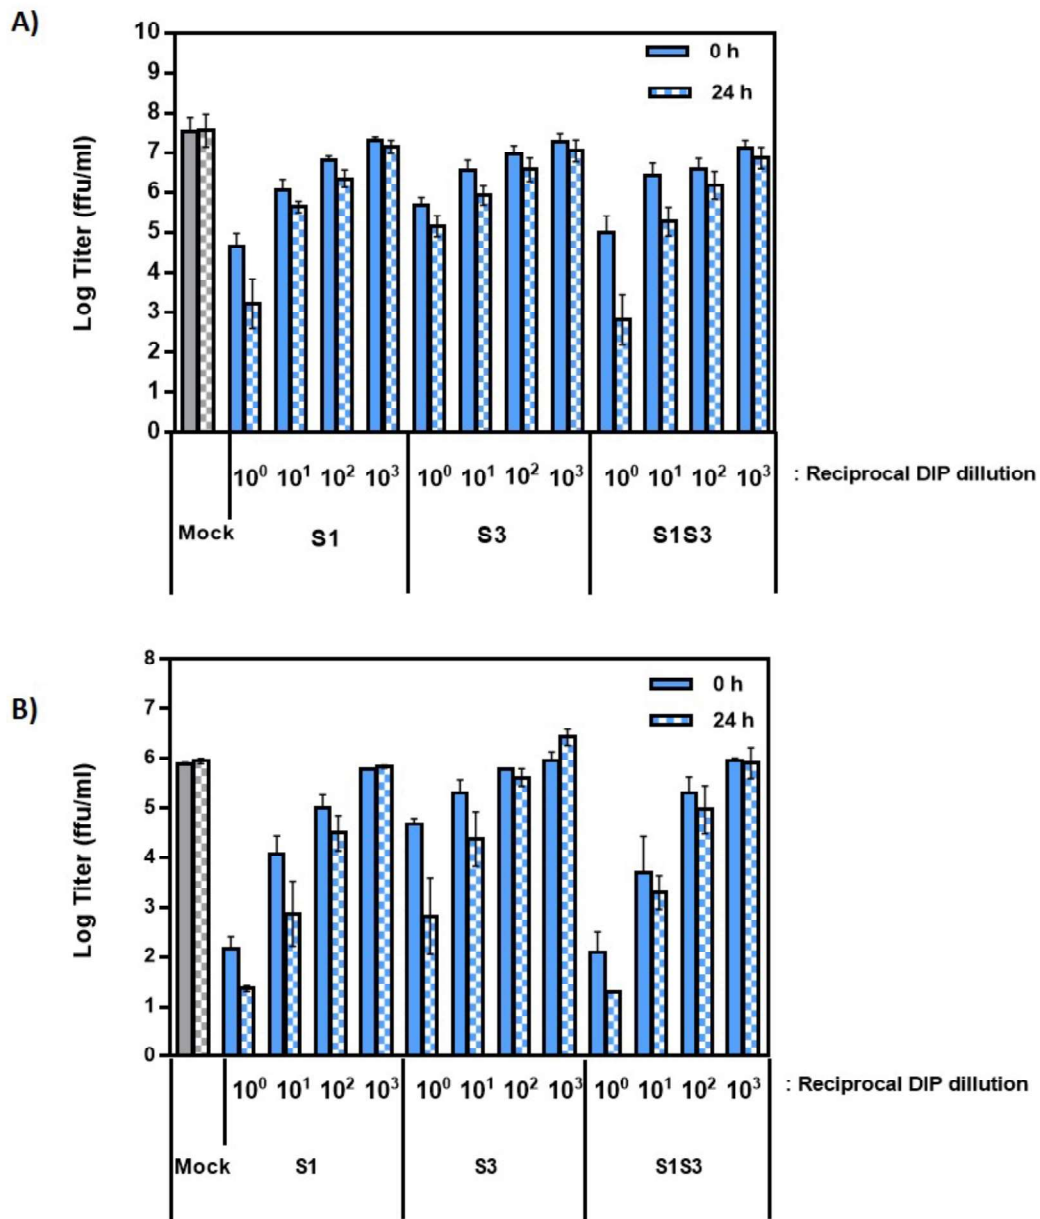 A)
10
9
8
7
6
5
4
3
2
1
0
Log Titer (ffu/ml)
0 h
24 h
10⁰ 10¹ 10² 10³ 10⁰ 10¹ 10² 10³ 10⁰ 10¹ 10² 10³ : Reciprocal DIP dillution
Mock S1 S3 S1S3
B)
8
7
6
5
4
3
2
1
0
Log Titer (ffu/ml)
0 h
24 h
10⁰ 10¹ 10² 10³ 10⁰ 10¹ 10² 10³ 10⁰ 10¹ 10² 10³ : Reciprocal DIP dillution
Mock S1 S3 S1S3